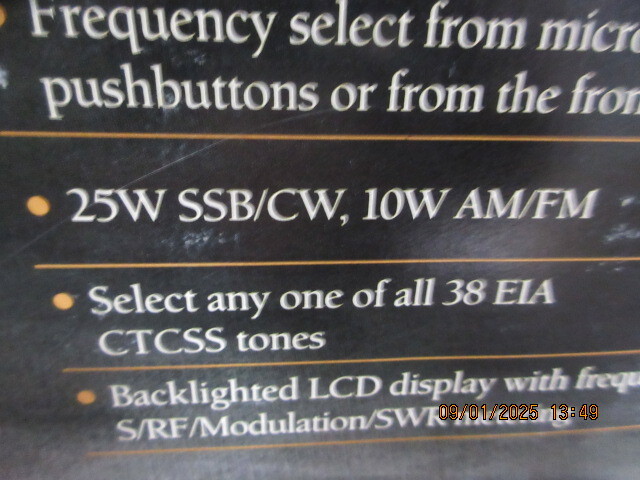 Frequency select from micro
pushbuttons or from the fron
25W SSB/CW, 10W AM/FM
Select any one of all 38 EIA
CTCSS tones
Backlighted LCD display with frequ
S/RF/Modulation/SWR
09/01/2025 13:49